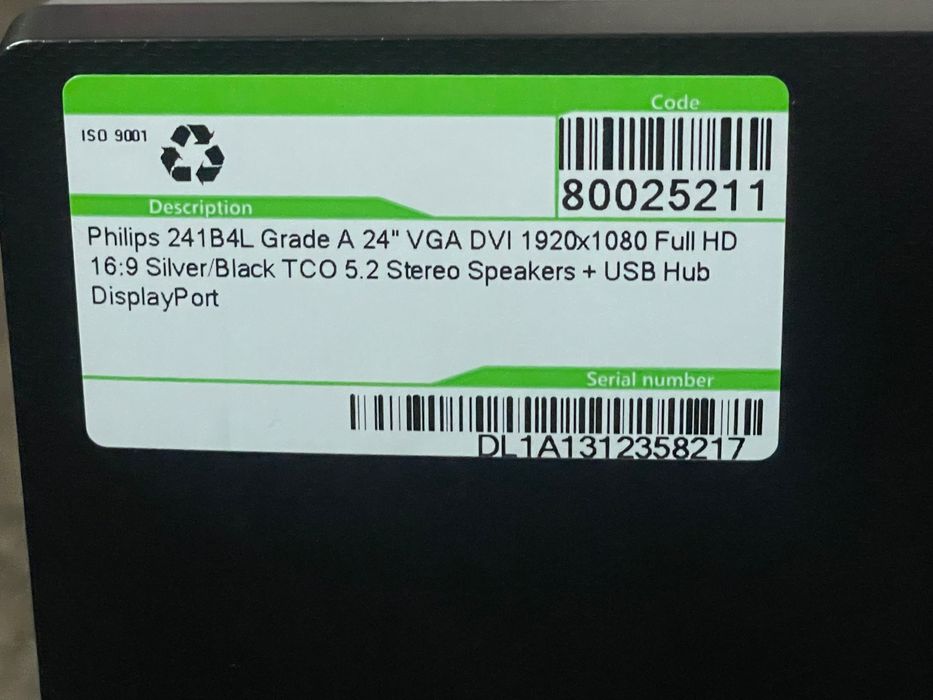 Code
ISO 9001
80025211
Description
Philips 241B4L Grade A 24" VGA DVI 1920x1080 Full HD
16:9 Silver/Black TCO 5.2 Stereo Speakers + USB Hub
DisplayPort
Serial number
DL1A1312358217